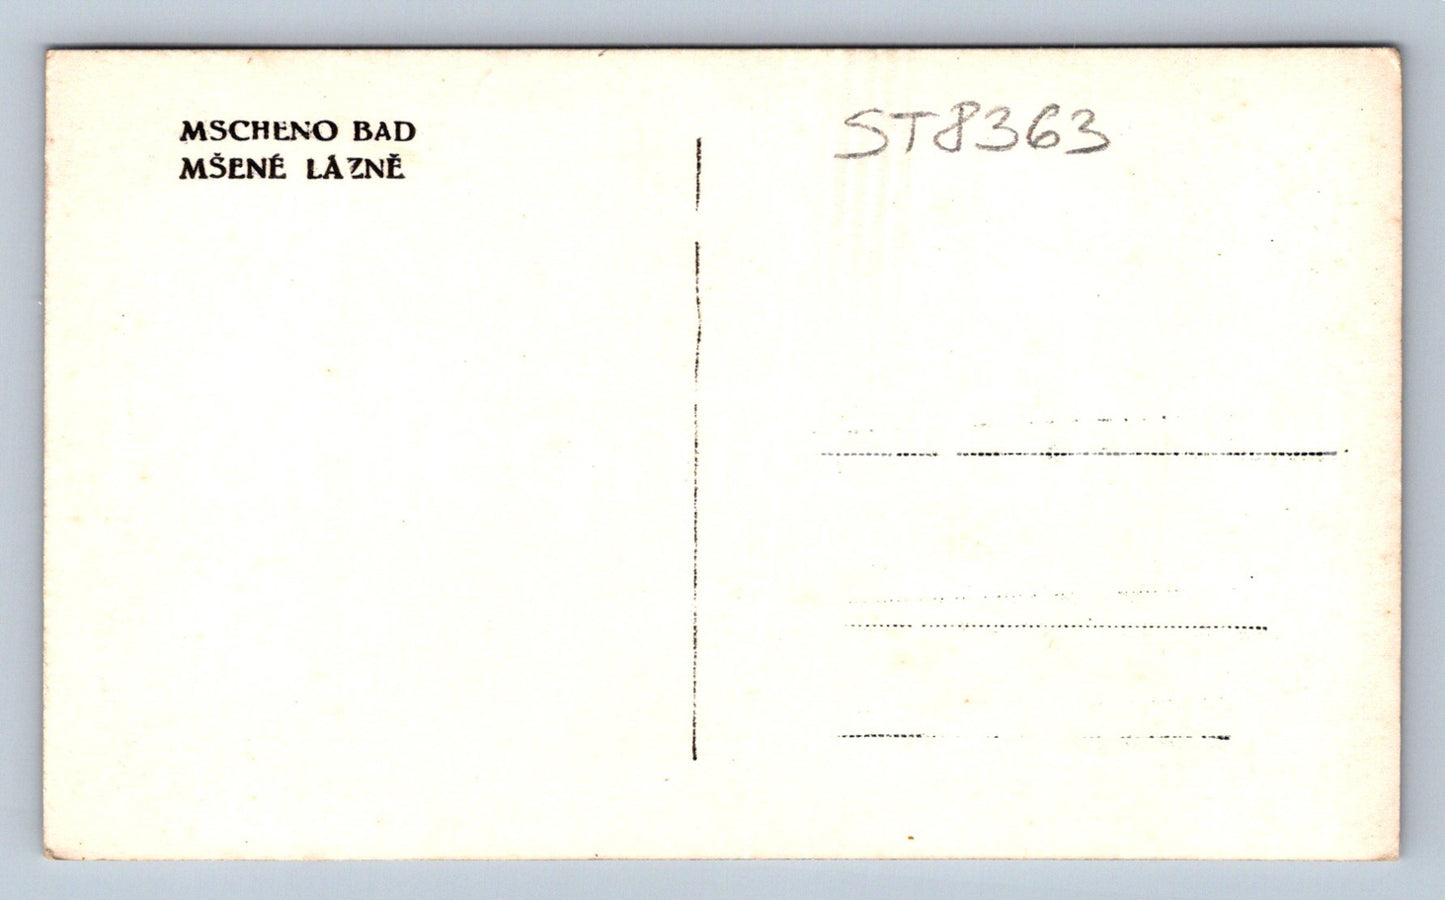 MSCHENO BAD
MŠENÉ LÁZNĚ
ST8363